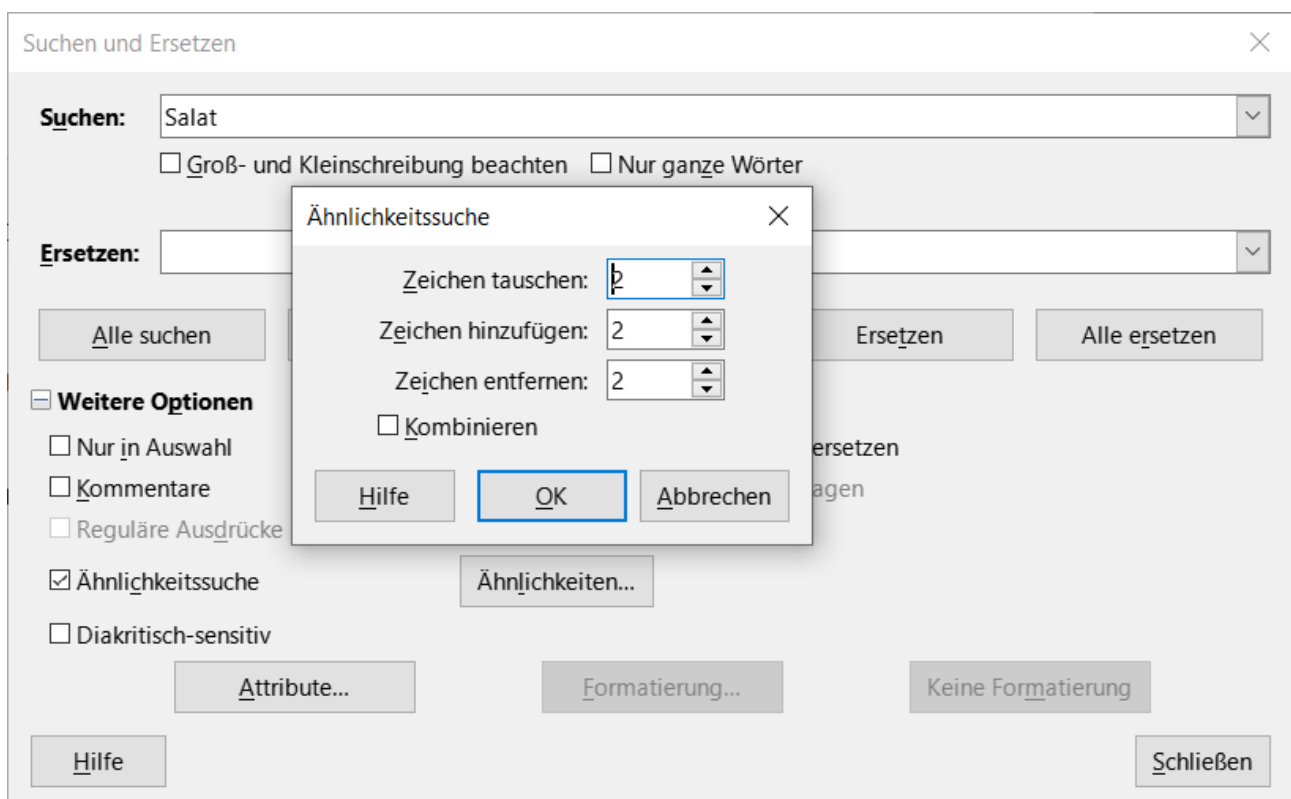 Suchen und Ersetzen
Suchen: Salat
Groß- und Kleinschreibung beachten Nur ganze Wörter
Ähnlichkeitssuche
Ersetzen:
Zeichen tauschen: 2
Zeichen hinzufügen: 2
Zeichen entfernen: 2
Kombinieren
Hilfe OK Abbrechen
Alle suchen Ersetzen Alle ersetzen
Weitere Optionen
Nur in Auswahl ersetzen
Kommentare
Reguläre Ausdrücke
Ähnlichkeitssuche Ähnlichkeiten...
Diakritisch-sensitiv
Attribute... Formatierung... Keine Formatierung
Hilfe Schließen